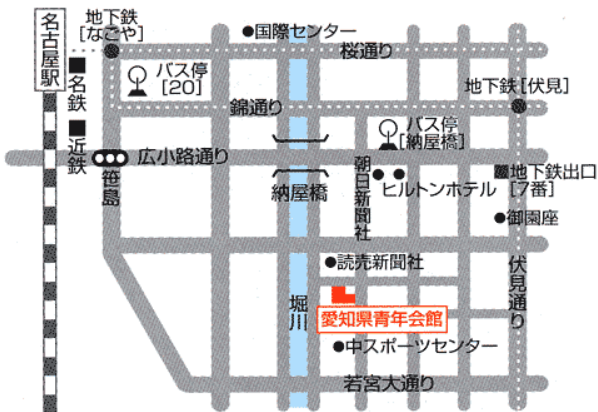 名古屋駅
地下鉄
[なごや]
●国際センター
桜通り
名鉄
バス停
[20]
錦通り
地下鉄[伏見]
近鉄
バス停
[納屋橋]
広小路通り
笹島
納屋橋
朝日新聞社
ヒルトンホテル
地下鉄出口
[7番]
●御園座
●読売新聞社
伏見通り
堀川
愛知県青年会館
●中スポーツセンター
若宮大通り